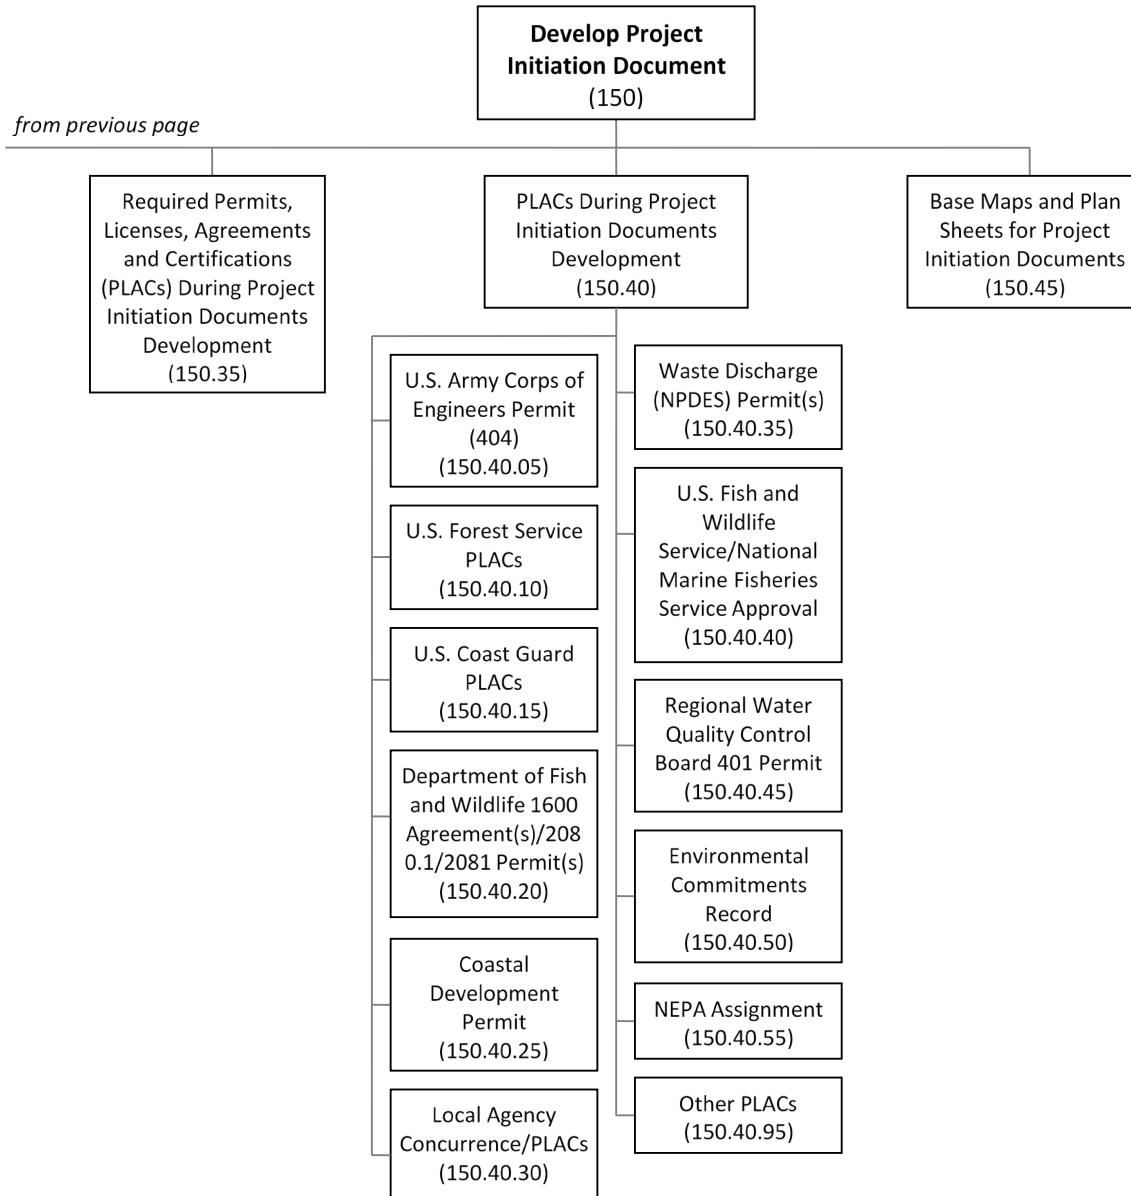 Develop Project
Initiation Document
(150)
from previous page
Required Permits,
Licenses, Agreements
and Certifications
(PLACs) During Project
Initiation Documents
Development
(150.35)
PLACs During Project
Initiation Documents
Development
(150.40)
Base Maps and Plan
Sheets for Project
Initiation Documents
(150.45)
U.S. Army Corps of
Engineers Permit
(404)
(150.40.05)
U.S. Forest Service
PLACs
(150.40.10)
U.S. Coast Guard
PLACs
(150.40.15)
Department of Fish
and Wildlife 1600
Agreement(s)/208
0.1/2081 Permit(s)
(150.40.20)
Coastal
Development
Permit
(150.40.25)
Local Agency
Concurrence/PLACs
(150.40.30)
Waste Discharge
(NPDES) Permit(s)
(150.40.35)
U.S. Fish and
Wildlife
Service/National
Marine Fisheries
Service Approval
(150.40.40)
Regional Water
Quality Control
Board 401 Permit
(150.40.45)
Environmental
Commitments
Record
(150.40.50)
NEPA Assignment
(150.40.55)
Other PLACs
(150.40.95)